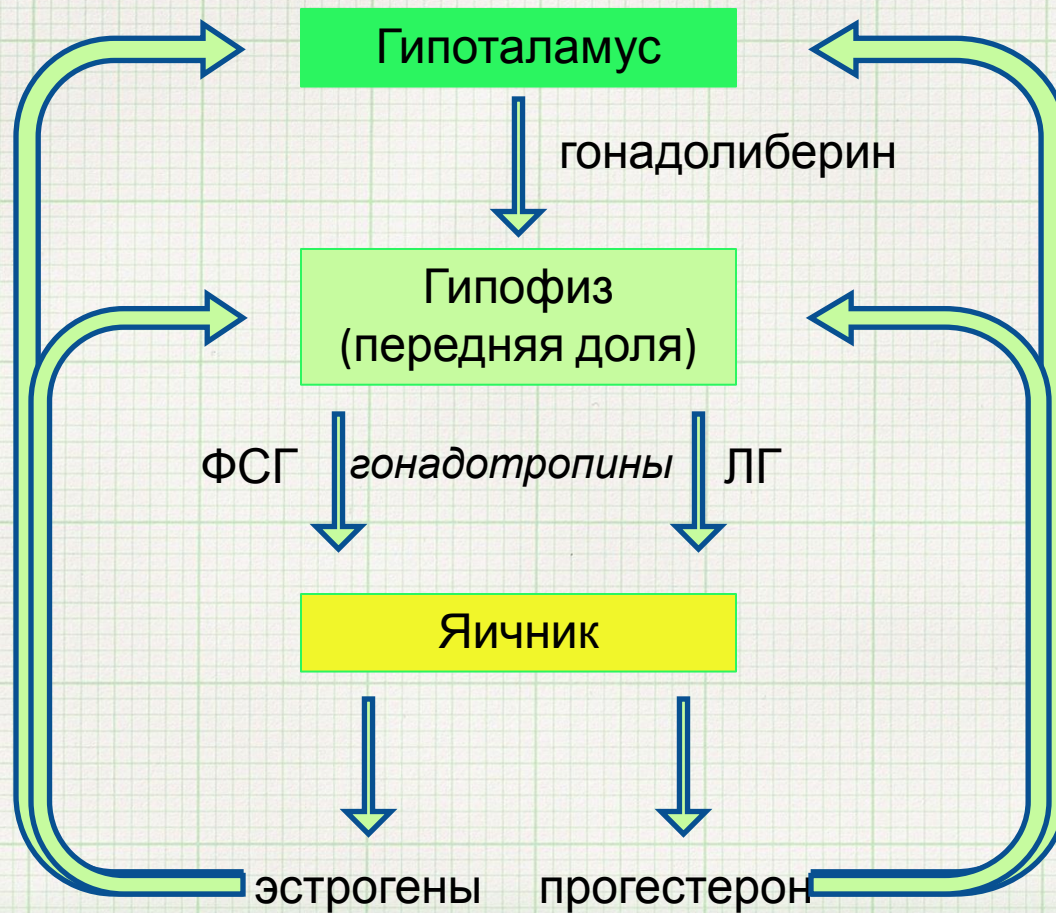 Гипоталамус
гонадолиберин
Гипофиз
(передняя доля)
ФСГ гонадотропины ЛГ
Яичник
эстрогены прогестерон